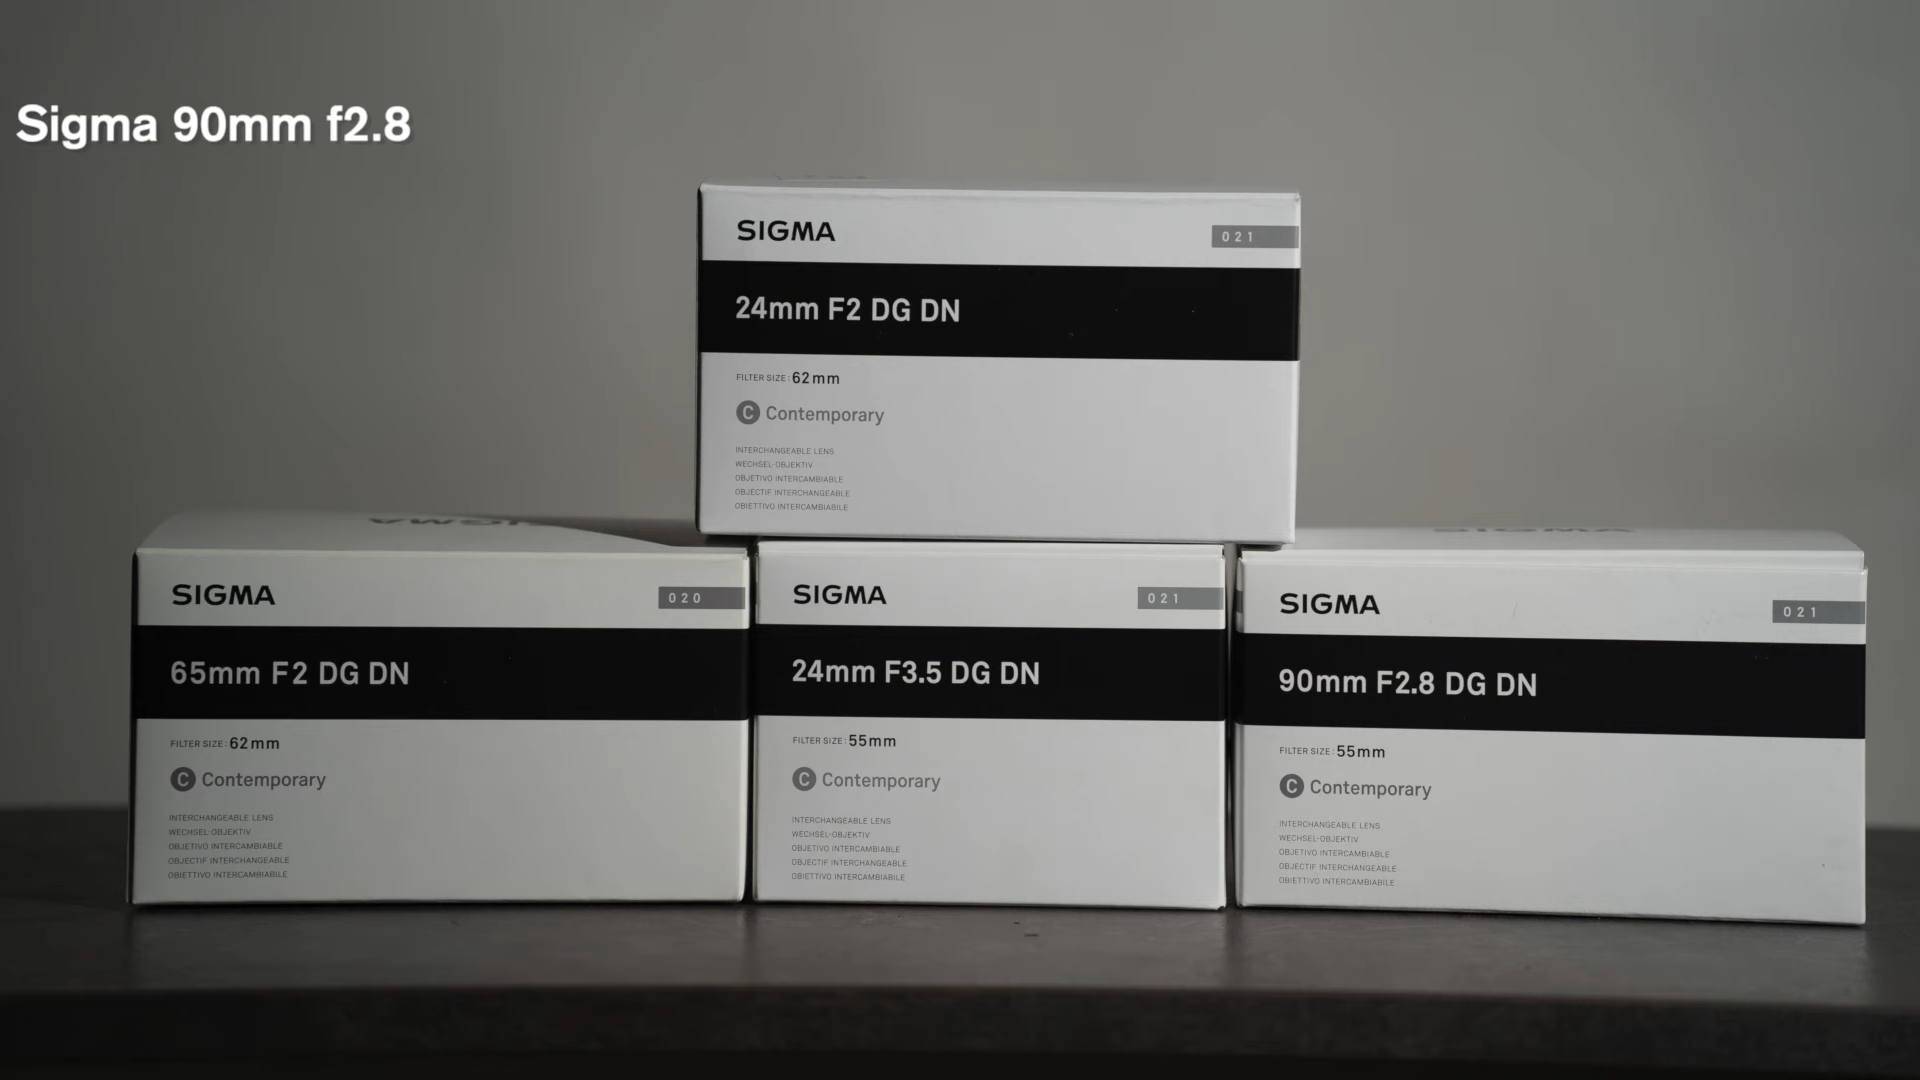 Sigma 90mm f2.8
SIGMA
021
24mm F2 DG DN
FILTER SIZE : 62mm
C Contemporary
INTERCHANGEABLE LENS
WECHSEL-OBJEKTIV
OBJETIVO INTERCAMBIABLE
OBJECTIF INTERCHANGEABLE
OBIETTIVO INTERCAMBIABILE
SIGMA
SIGMA
020
65mm F2 DG DN
FILTER SIZE : 62mm
C Contemporary
INTERCHANGEABLE LENS
WECHSEL-OBJEKTIV
OBJETIVO INTERCAMBIABLE
OBJECTIF INTERCHANGEABLE
OBIETTIVO INTERCAMBIABILE
SIGMA
021
24mm F3.5 DG DN
FILTER SIZE : 55mm
C Contemporary
INTERCHANGEABLE LENS
WECHSEL-OBJEKTIV
OBJETIVO INTERCAMBIABLE
OBJECTIF INTERCHANGEABLE
OBIETTIVO INTERCAMBIABILE
SIGMA
SIGMA
021
90mm F2.8 DG DN
FILTER SIZE : 55mm
C Contemporary
INTERCHANGEABLE LENS
WECHSEL-OBJEKTIV
OBJETIVO INTERCAMBIABLE
OBJECTIF INTERCHANGEABLE
OBIETTIVO INTERCAMBIABILE